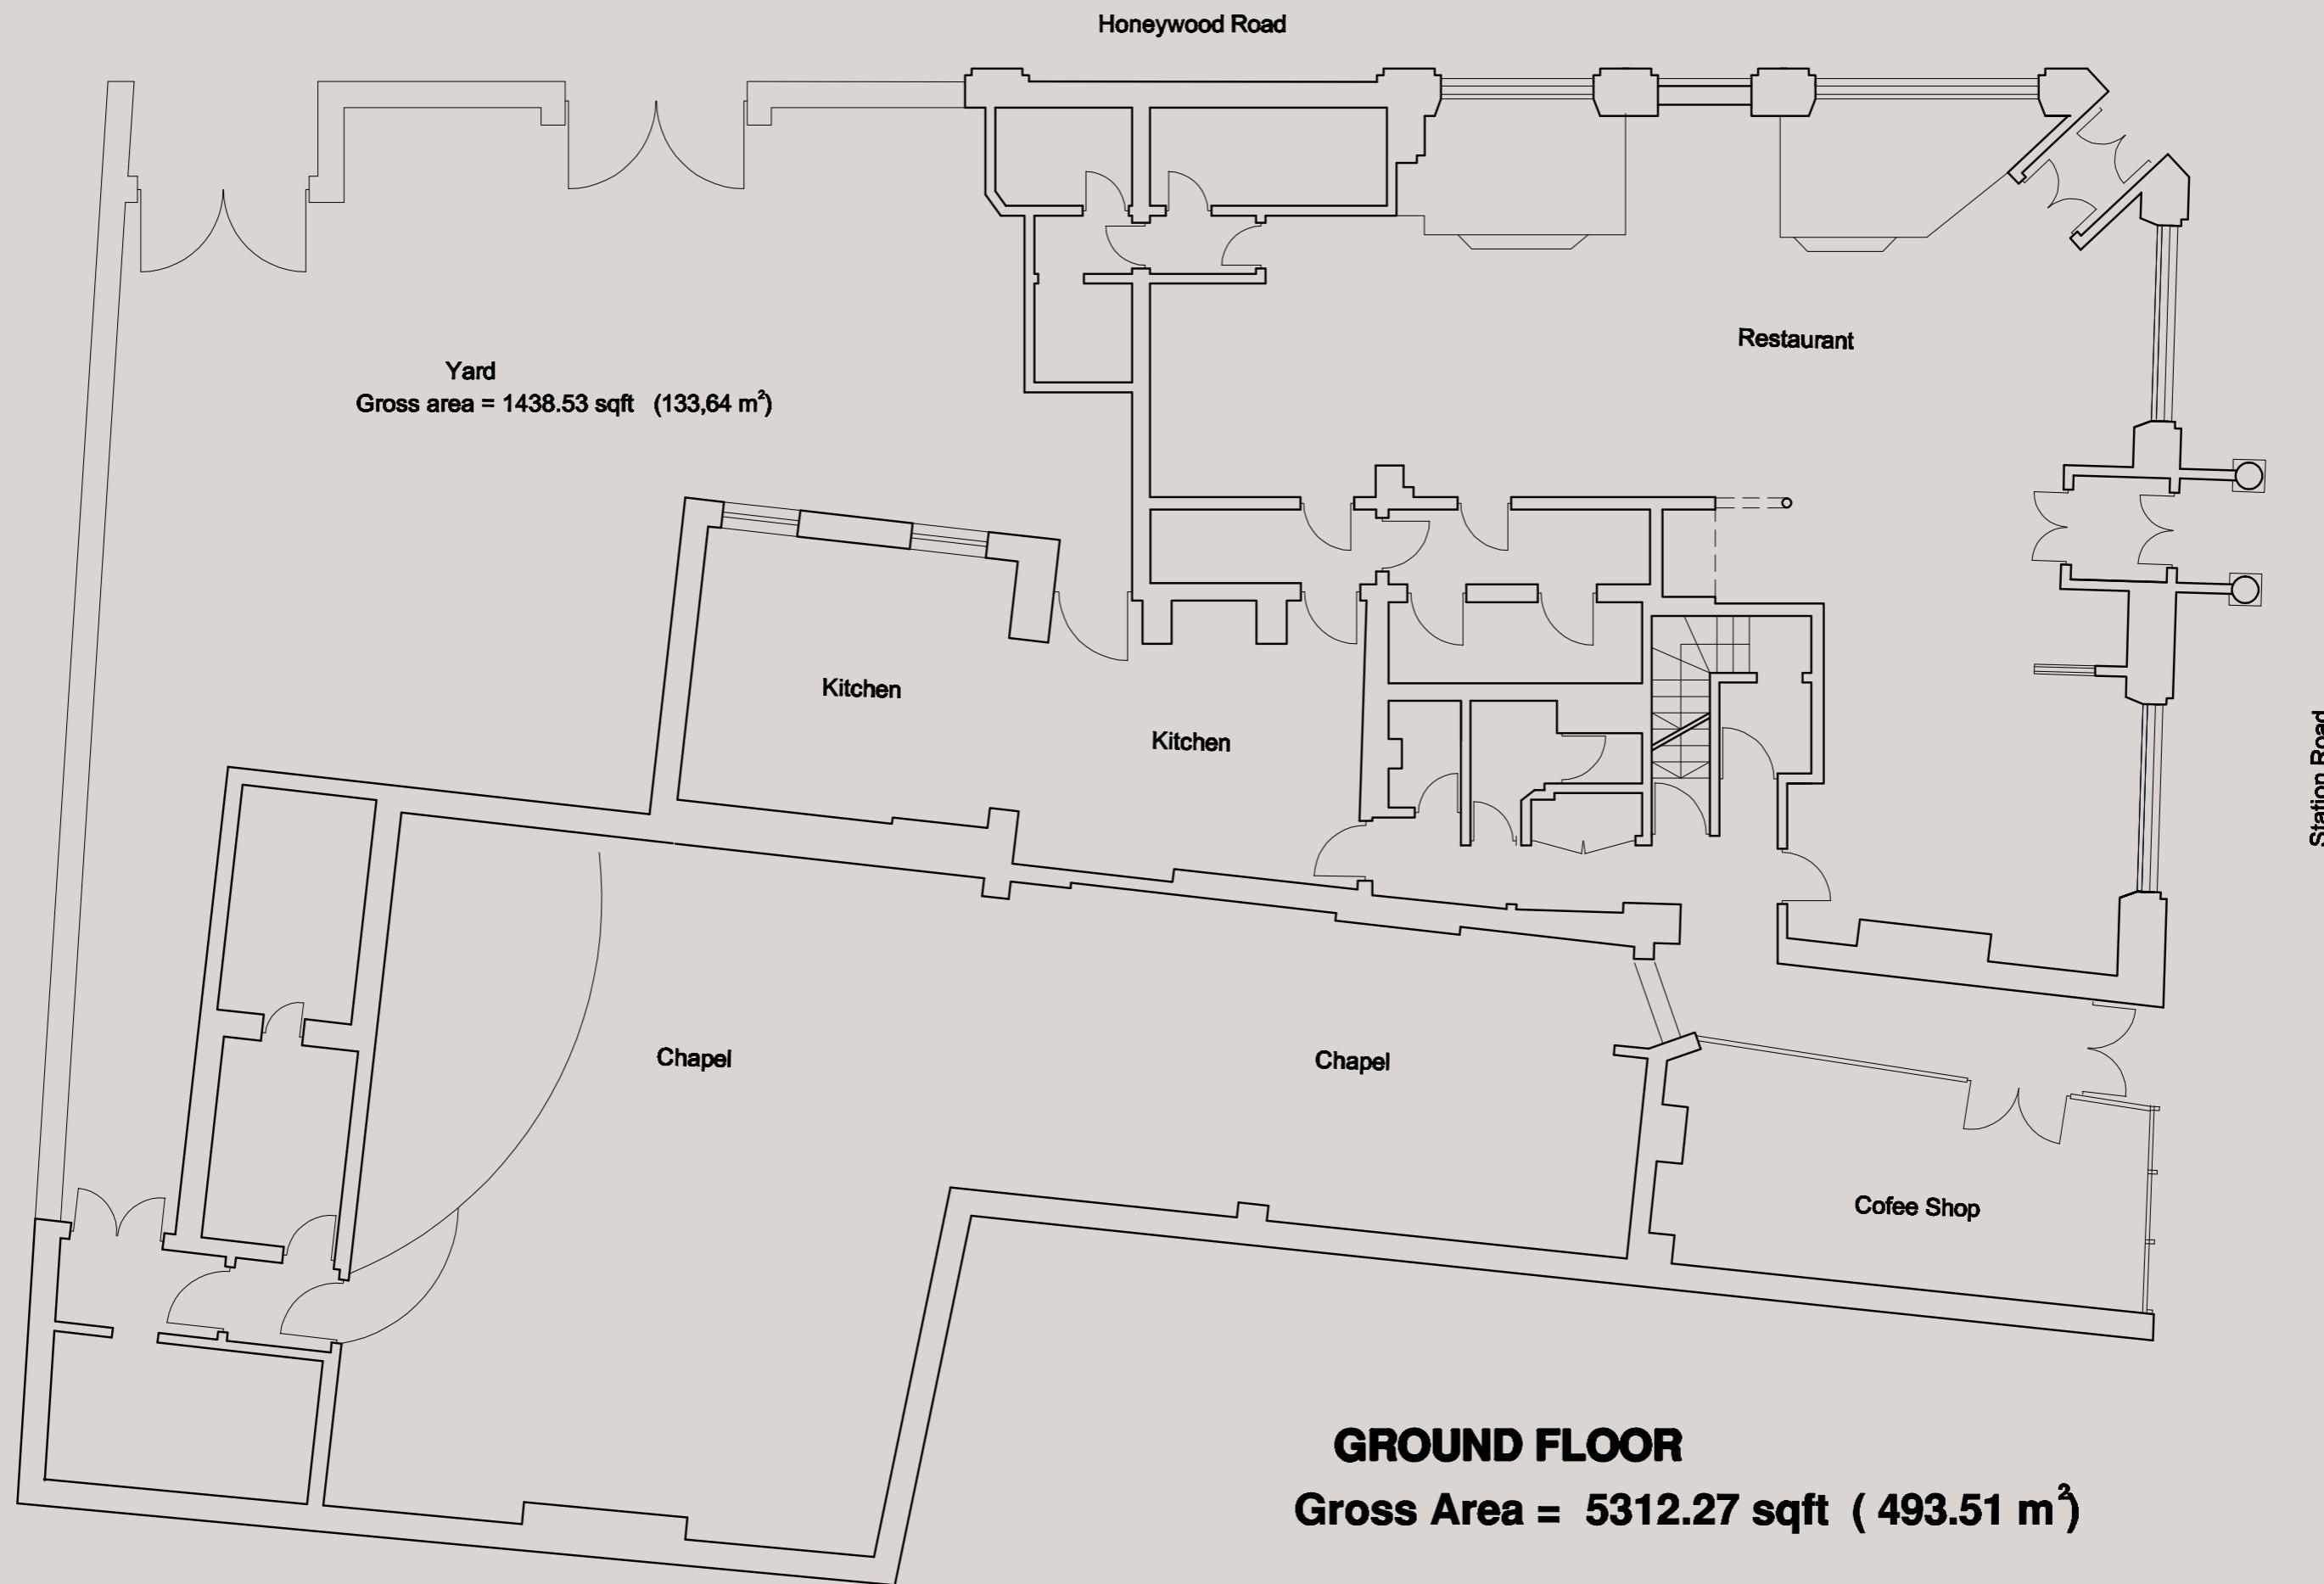 Honeywood Road
Restaurant
Yard
Gross area = 1438.53 sqft (133,64 m²)
Kitchen
Kitchen
Station Road
Chapel
Chapel
Cofee Shop
GROUND FLOOR
Gross Area = 5312.27 sqft ( 493.51 m²)